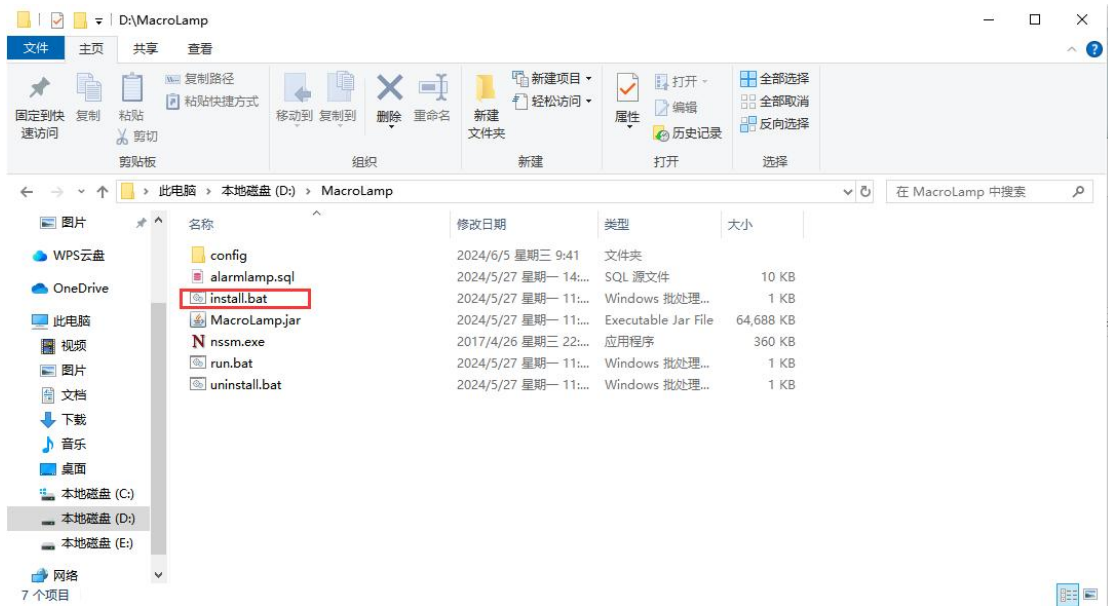 D:\MacroLamp
文件 主页 共享 查看
固定到快速访问 复制 粘贴 复制路径 粘贴快捷方式 剪切 移动到 复制到 删除 重命名 新建文件夹 新建项目 轻松访问 属性 打开 编辑 历史记录 全部选择 全部取消 反向选择
剪贴板 组织 新建 打开 选择
此电脑 › 本地磁盘 (D:) › MacroLamp 在 MacroLamp 中搜索
图片
WPS云盘
OneDrive
此电脑
视频
图片
文档
下载
音乐
桌面
本地磁盘 (C:)
本地磁盘 (D:)
本地磁盘 (E:)
网络
名称 修改日期 类型 大小
config 2024/6/5 星期三 9:41 文件夹
alarmlamp.sql 2024/5/27 星期一 14:... SQL 源文件 10 KB
install.bat 2024/5/27 星期一 11:... Windows 批处理... 1 KB
MacroLamp.jar 2024/5/27 星期一 11:... Executable Jar File 64,688 KB
nssm.exe 2017/4/26 星期三 22:... 应用程序 360 KB
run.bat 2024/5/27 星期一 11:... Windows 批处理... 1 KB
uninstall.bat 2024/5/27 星期一 11:... Windows 批处理... 1 KB
7 个项目